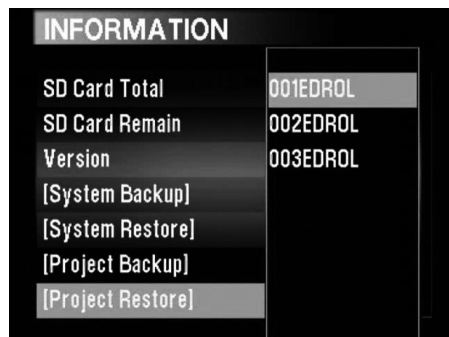 INFORMATION
SD Card Total
SD Card Remain
Version
[System Backup]
[System Restore]
[Project Backup]
[Project Restore]
001EDROL
002EDROL
003EDROL